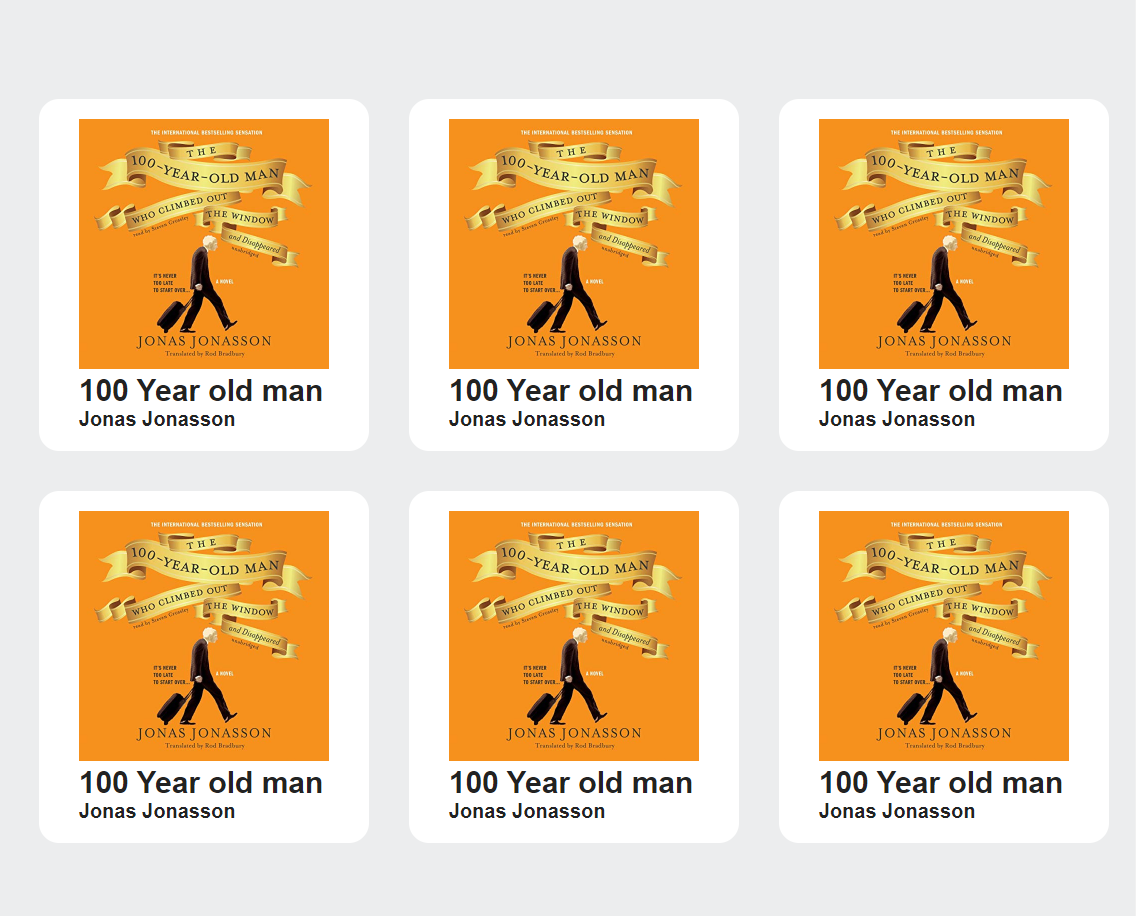 THE INTERNATIONAL BESTSELLING SENSATION
THE
100-YEAR-OLD MAN
WHO CLIMBED OUT
THE WINDOW
read by Steven Crossley
and Disappeared
unabridged
IT'S NEVER
TOO LATE
TO START OVER...
A NOVEL
JONAS JONASSON
Translated by Rod Bradbury
100 Year old man
Jonas Jonasson
THE INTERNATIONAL BESTSELLING SENSATION
THE
100-YEAR-OLD MAN
WHO CLIMBED OUT
THE WINDOW
read by Steven Crossley
and Disappeared
unabridged
IT'S NEVER
TOO LATE
TO START OVER...
A NOVEL
JONAS JONASSON
Translated by Rod Bradbury
100 Year old man
Jonas Jonasson
THE INTERNATIONAL BESTSELLING SENSATION
THE
100-YEAR-OLD MAN
WHO CLIMBED OUT
THE WINDOW
read by Steven Crossley
and Disappeared
unabridged
IT'S NEVER
TOO LATE
TO START OVER...
A NOVEL
JONAS JONASSON
Translated by Rod Bradbury
100 Year old man
Jonas Jonasson
THE INTERNATIONAL BESTSELLING SENSATION
THE
100-YEAR-OLD MAN
WHO CLIMBED OUT
THE WINDOW
read by Steven Crossley
and Disappeared
unabridged
IT'S NEVER
TOO LATE
TO START OVER...
A NOVEL
JONAS JONASSON
Translated by Rod Bradbury
100 Year old man
Jonas Jonasson
THE INTERNATIONAL BESTSELLING SENSATION
THE
100-YEAR-OLD MAN
WHO CLIMBED OUT
THE WINDOW
read by Steven Crossley
and Disappeared
unabridged
IT'S NEVER
TOO LATE
TO START OVER...
A NOVEL
JONAS JONASSON
Translated by Rod Bradbury
100 Year old man
Jonas Jonasson
THE INTERNATIONAL BESTSELLING SENSATION
THE
100-YEAR-OLD MAN
WHO CLIMBED OUT
THE WINDOW
read by Steven Crossley
and Disappeared
unabridged
IT'S NEVER
TOO LATE
TO START OVER...
A NOVEL
JONAS JONASSON
Translated by Rod Bradbury
100 Year old man
Jonas Jonasson